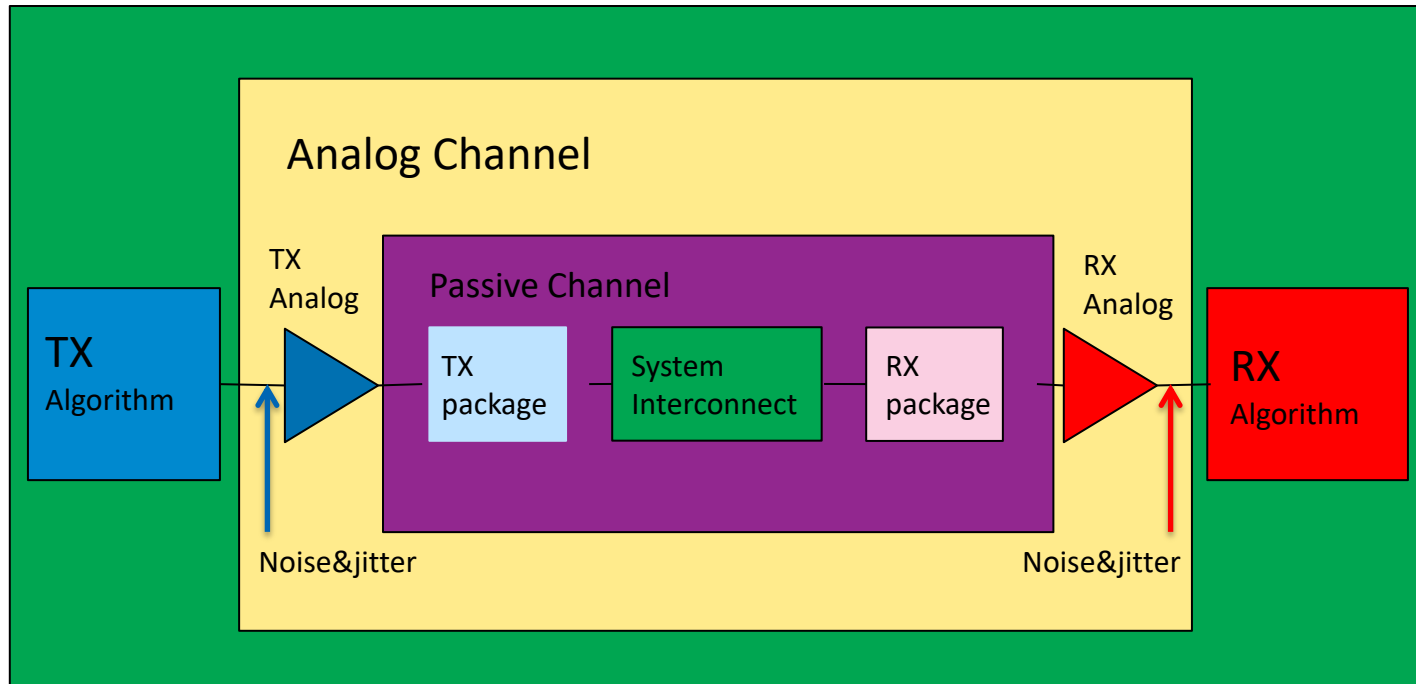 Analog Channel
TX
Analog
RX
Analog
Passive Channel
TX
Algorithm
TX
package
System
Interconnect
RX
package
RX
Algorithm
Noise&jitter
Noise&jitter